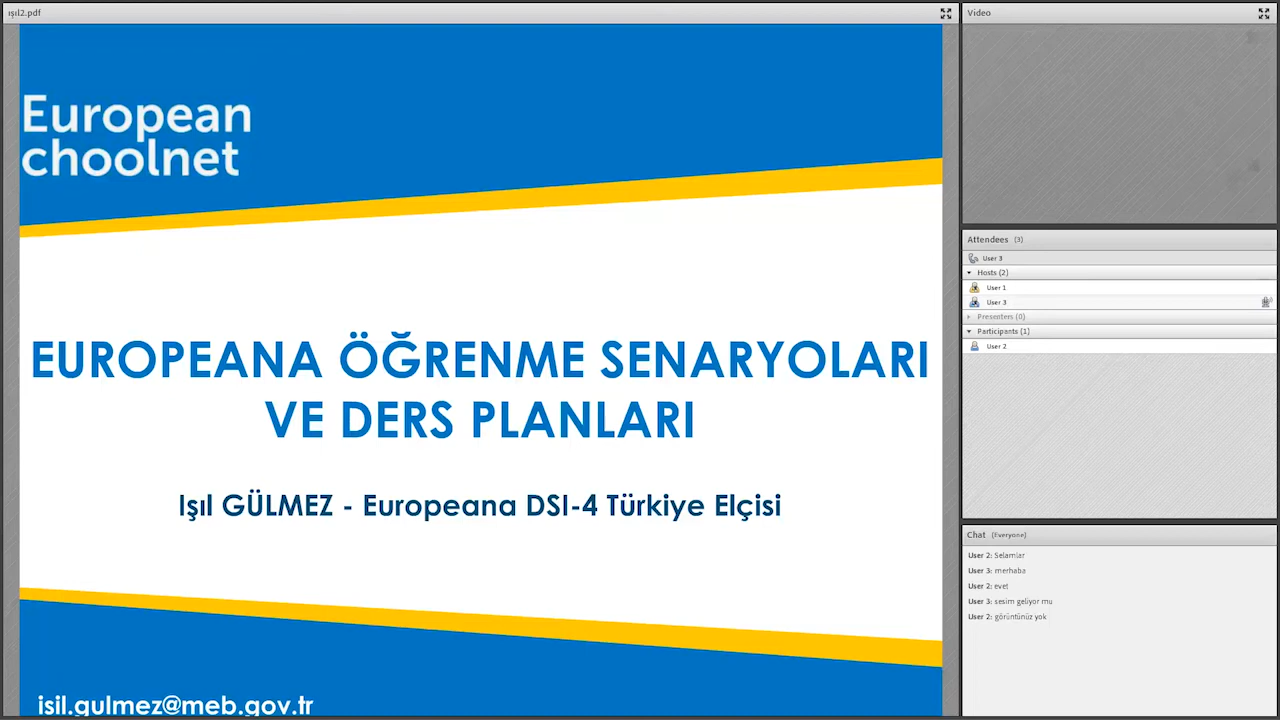 ışıl2.pdf
European
choolnet
EUROPEANA ÖĞRENME SENARYOLARI
VE DERS PLANLARI
Işıl GÜLMEZ - Europeana DSI-4 Türkiye Elçisi
isil.gulmez@meb.gov.tr
Video
Attendees (3)
User 3
Hosts (2)
User 1
User 3
Presenters (0)
Participants (1)
User 2
Chat (Everyone)
User 2: Selamlar
User 3: merhaba
User 2: evet
User 3: sesim geliyor mu
User 2: görüntünüz yok